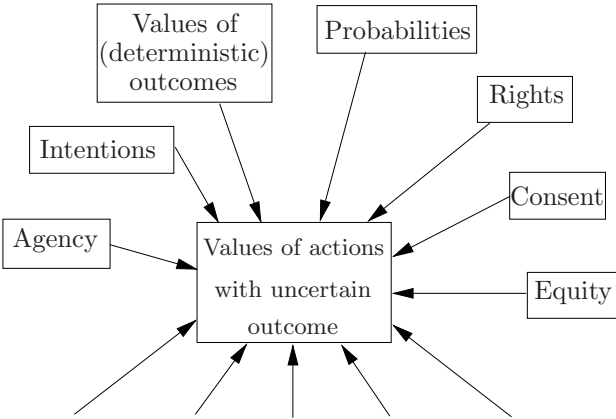 Values of
(deterministic)
outcomes
Probabilities
Rights
Intentions
Consent
Agency
Values of actions
with uncertain
outcome
Equity